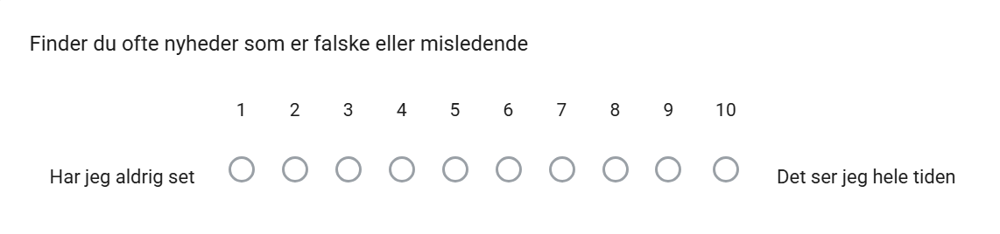 Finder du ofte nyheder som er falske eller misledende
1 2 3 4 5 6 7 8 9 10
Har jeg aldrig set Det ser jeg hele tiden